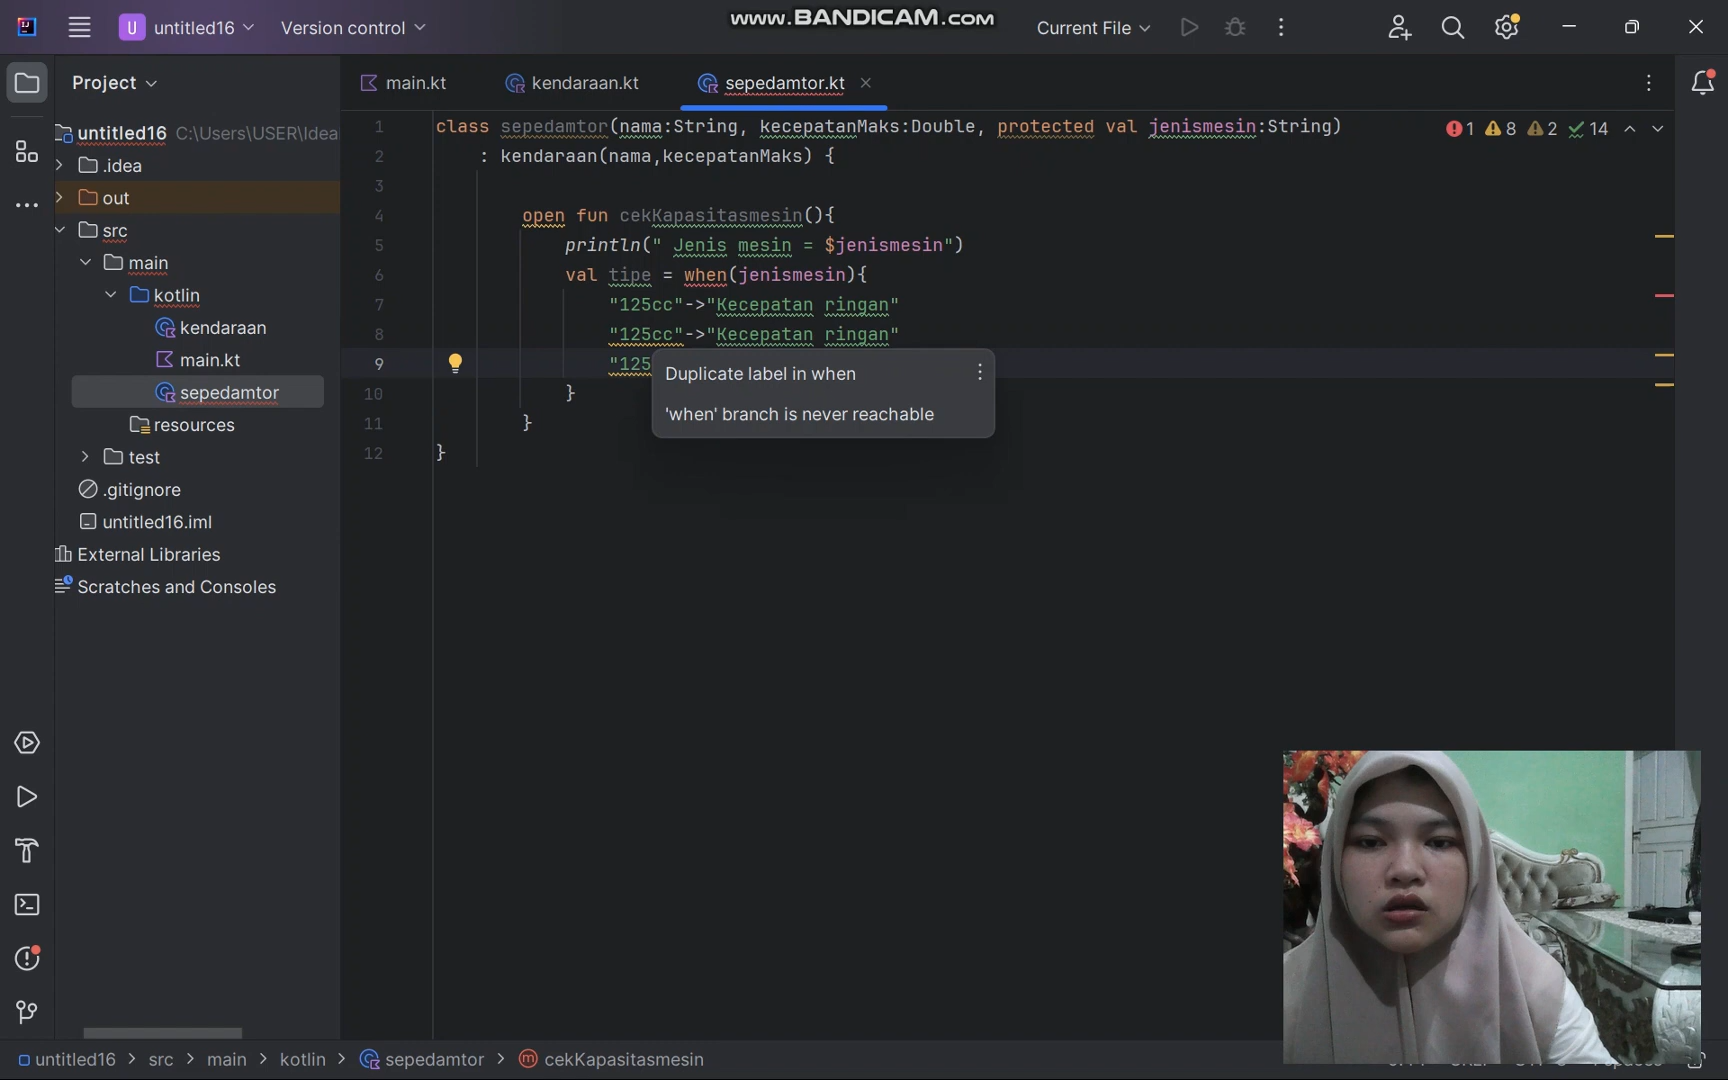 www.BANDICAM.com
U untitled16 Version control Current File
Project
main.kt kendaraan.kt sepedamtor.kt
untitled16 C:\Users\USER\Idea
.idea
out
src
main
kotlin
kendaraan
main.kt
sepedamtor
resources
test
.gitignore
untitled16.iml
External Libraries
Scratches and Consoles
1 class sepedamtor(nama:String, kecepatanMaks:Double, protected val jenismesin:String)
1 8 2 14
2 : kendaraan(nama,kecepatanMaks) {
3
4 open fun cekKapasitasmesin(){
5 println(" Jenis mesin = $jenismesin")
6 val tipe = when(jenismesin){
7 "125cc"->"Kecepatan ringan"
8 "125cc"->"Kecepatan ringan"
9 "125
10 }
11 }
12 }
Duplicate label in when
'when' branch is never reachable
untitled16 > src > main > kotlin > sepedamtor > cekKapasitasmesin